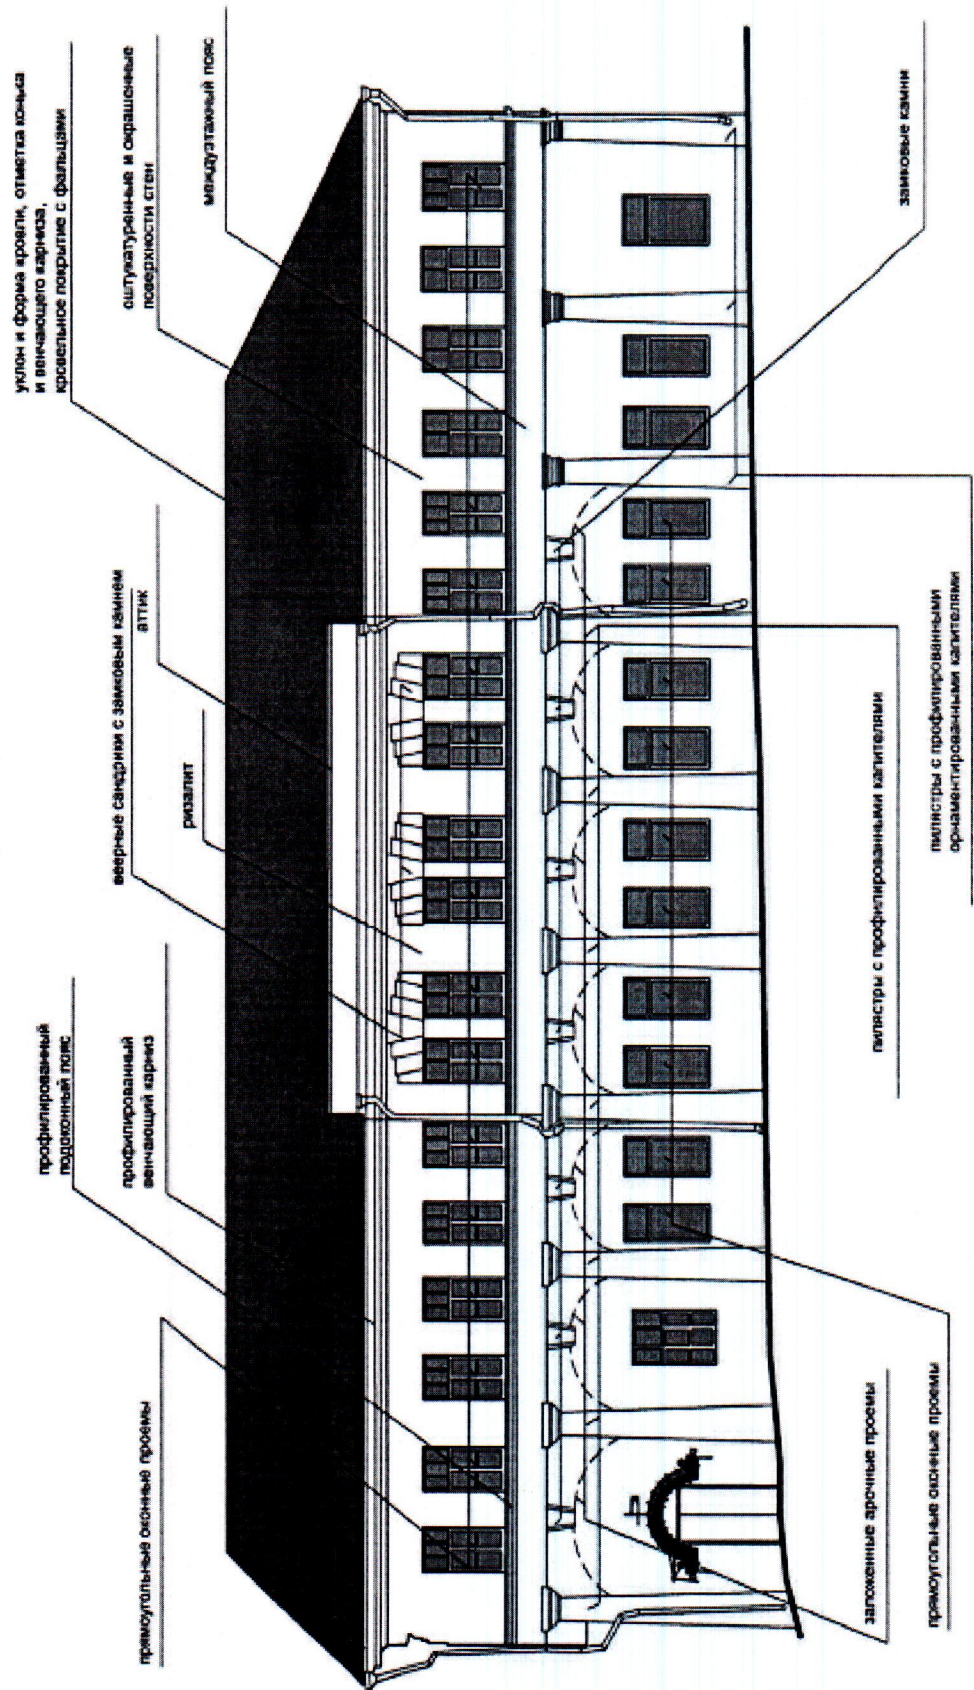 прямоугольные оконные проемы
профилированный
подоконный пояс
профилированный
венчающий карниз
веерные сандрики с замковым камнем
ризалит
аттик
уклон и форма кровли, отметка конька
и венчающего карниза,
кровельное покрытие с фальцами
оштукатуренные и окрашенные
поверхности стен
междуэтажный пояс
заложенные арочные проемы
прямоугольные оконные проемы
пилястры с профилированными капителями
пилястры с профилированными
орнаментированными капителями
замковые камни